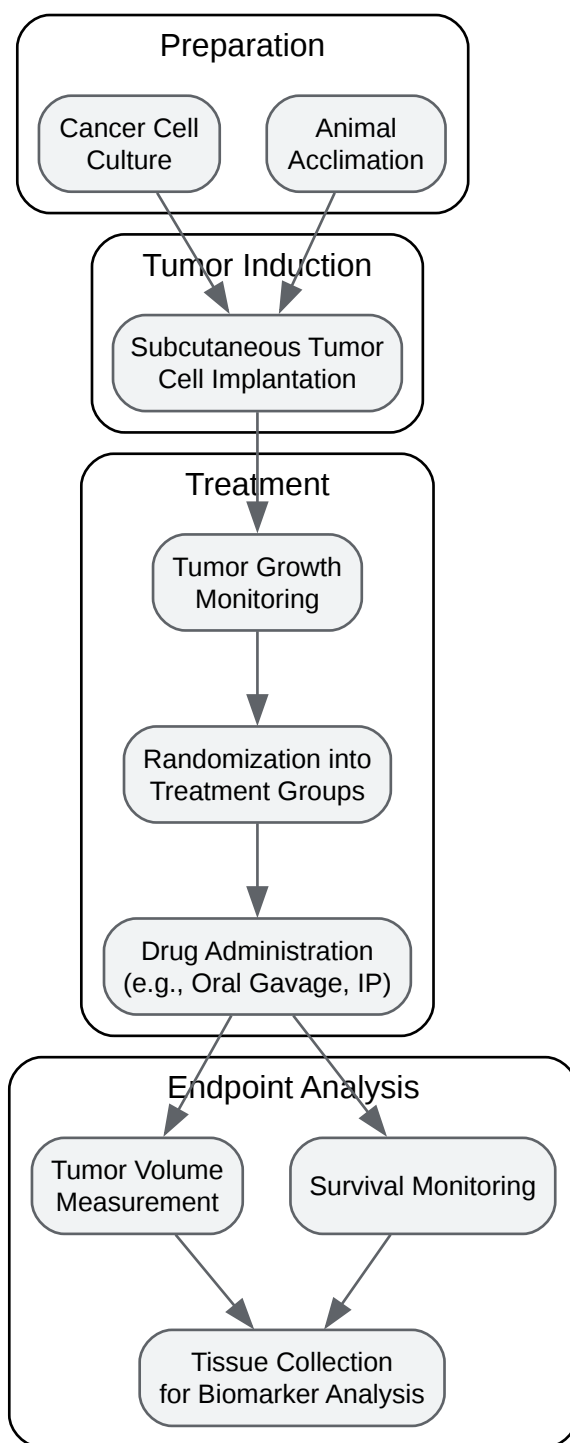 Preparation
Cancer Cell
Culture
Animal
Acclimation
Tumor Induction
Subcutaneous Tumor
Cell Implantation
Treatment
Tumor Growth
Monitoring
Randomization into
Treatment Groups
Drug Administration
(e.g., Oral Gavage, IP)
Endpoint Analysis
Tumor Volume
Measurement
Survival Monitoring
Tissue Collection
for Biomarker Analysis